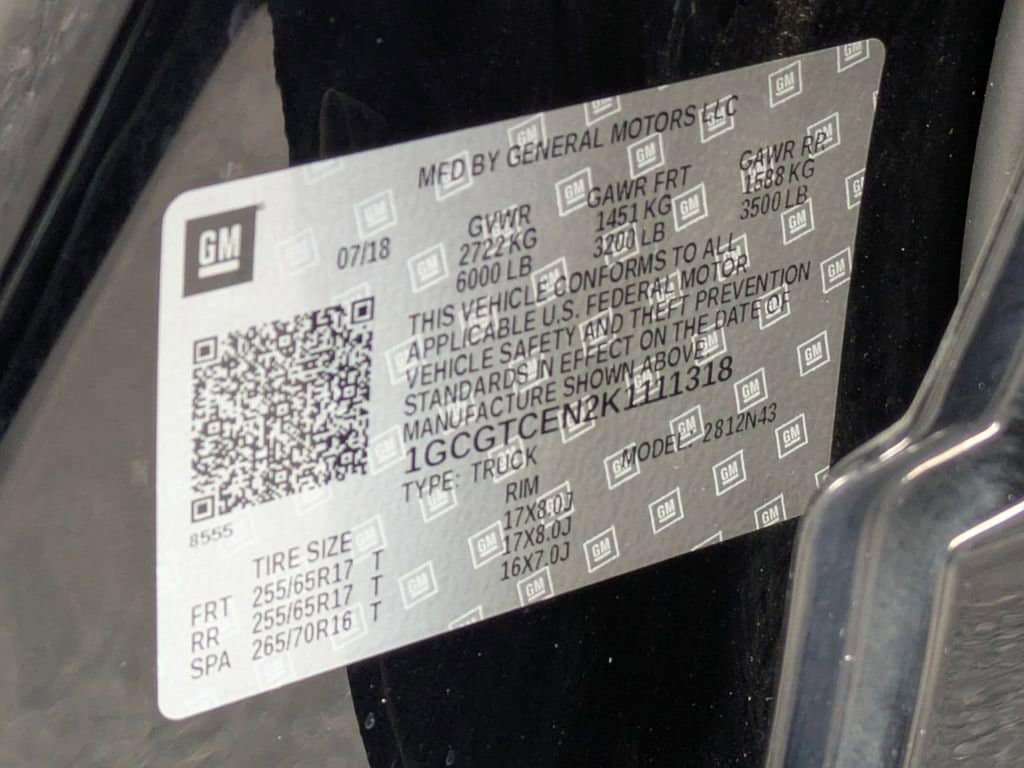 MFD BY GENERAL MOTORS LLC
GM
07/18
GVWR
2722 KG
6000 LB
GAWR FRT
1451 KG
3200 LB
GAWR RR
1588 KG
3500 LB
THIS VEHICLE CONFORMS TO ALL
APPLICABLE U.S. FEDERAL MOTOR
VEHICLE SAFETY AND THEFT PREVENTION
STANDARDS IN EFFECT ON THE DATE OF
MANUFACTURE SHOWN ABOVE.
1GCGTCEN2K1111318
TYPE: TRUCK MODEL: 2812N43
8555
TIRE SIZE RIM
FRT 255/65R17 T 17X8.0J
RR 255/65R17 T 17X8.0J
SPA 265/70R16 T 16X7.0J